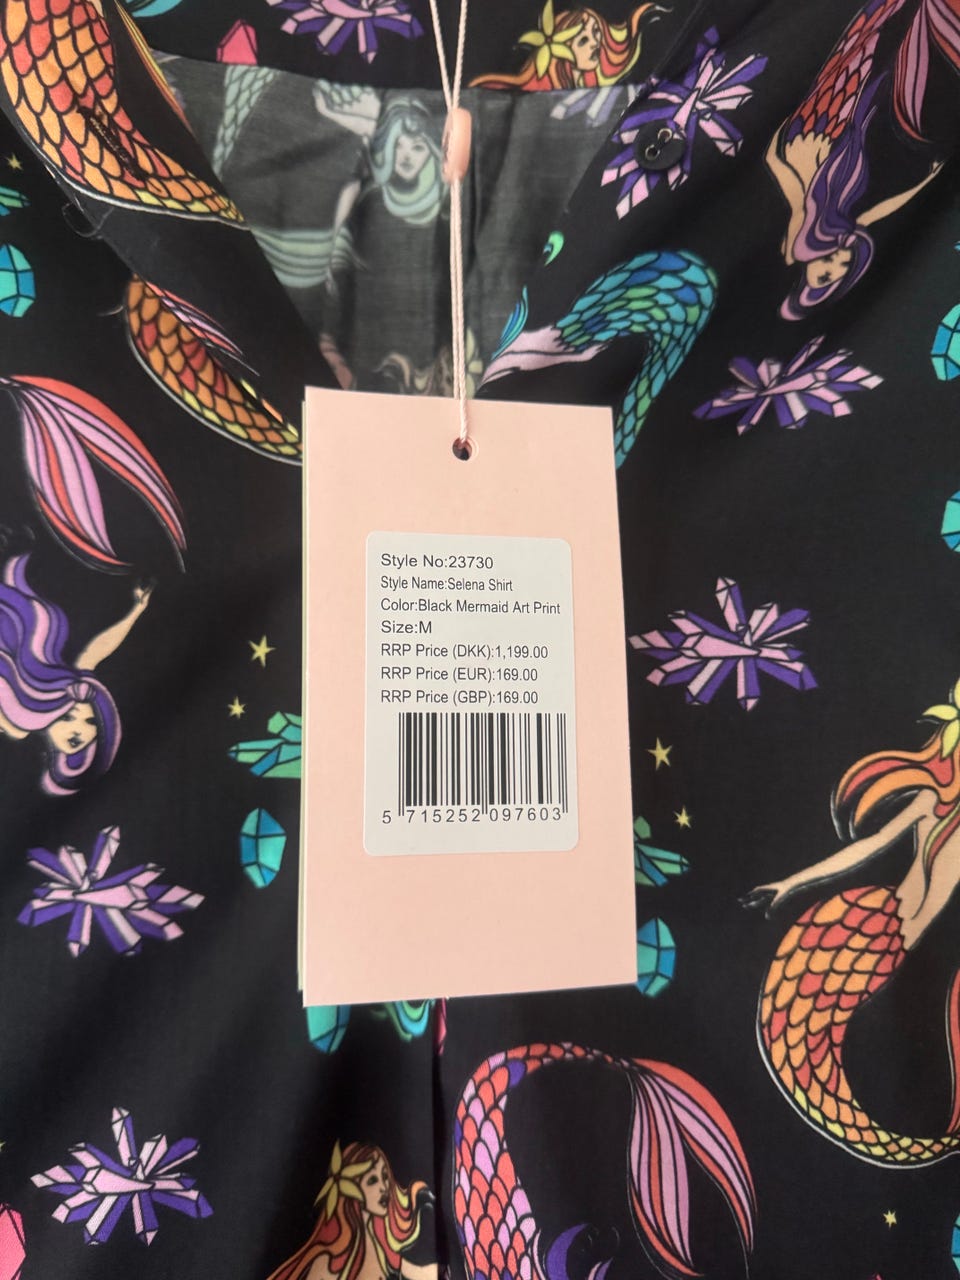 Style No:23730
Style Name:Selena Shirt
Color:Black Mermaid Art Print
Size:M
RRP Price (DKK):1,199.00
RRP Price (EUR):169.00
RRP Price (GBP):169.00
5 715252 097603